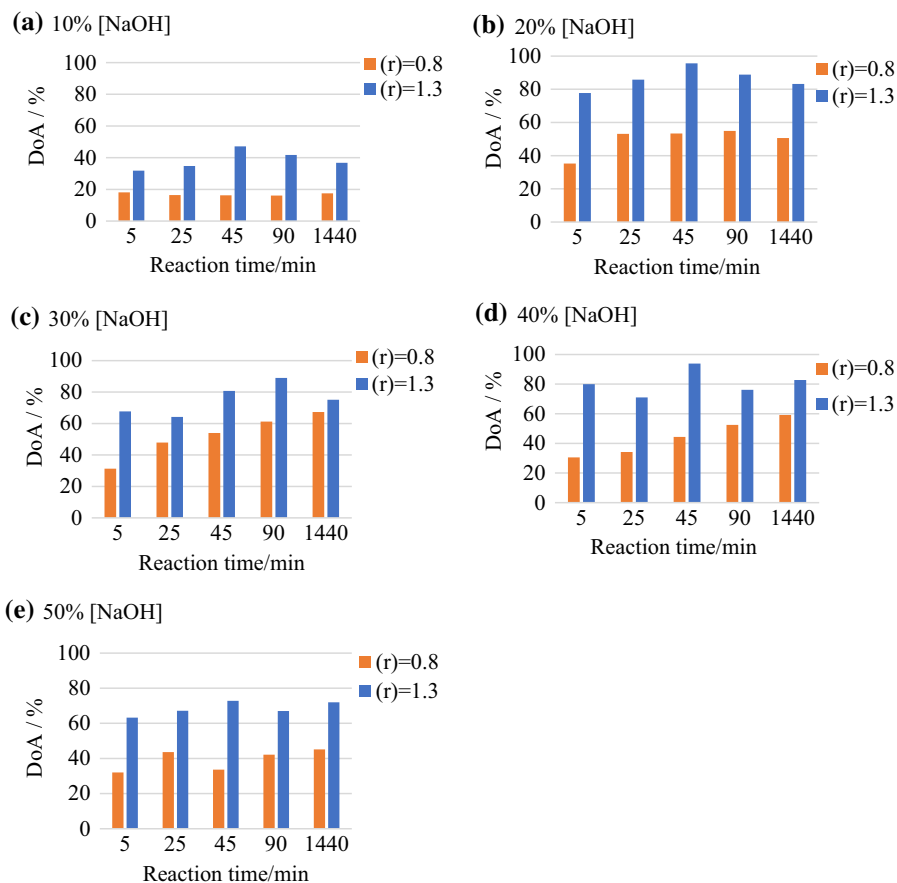 (a) 10% [NaOH]
100
80
60
40
20
0
DoA / %
5 25 45 90 1440
Reaction time/min
(r)=0.8
(r)=1.3
(b) 20% [NaOH]
100
80
60
40
20
0
DoA / %
5 25 45 90 1440
Reaction time/min
(r)=0.8
(r)=1.3
(c) 30% [NaOH]
100
80
60
40
20
0
DoA / %
5 25 45 90 1440
Reaction time/min
(r)=0.8
(r)=1.3
(d) 40% [NaOH]
100
80
60
40
20
0
DoA / %
5 25 45 90 1440
Reaction time/min
(r)=0.8
(r)=1.3
(e) 50% [NaOH]
100
80
60
40
20
0
DoA / %
5 25 45 90 1440
Reaction time/min
(r)=0.8
(r)=1.3